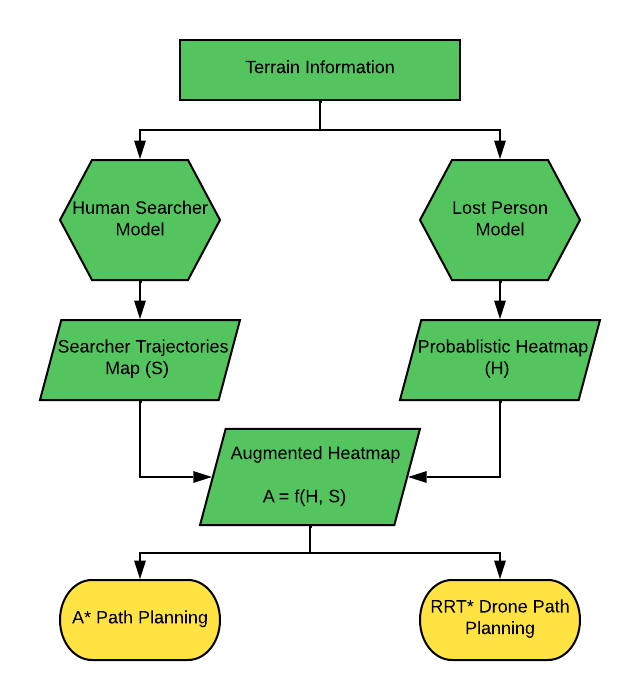 Terrain Information
Human Searcher
Model
Lost Person
Model
Searcher Trajectories
Map (S)
Probablistic Heatmap
(H)
Augmented Heatmap
A = f(H, S)
A* Path Planning
RRT* Drone Path
Planning